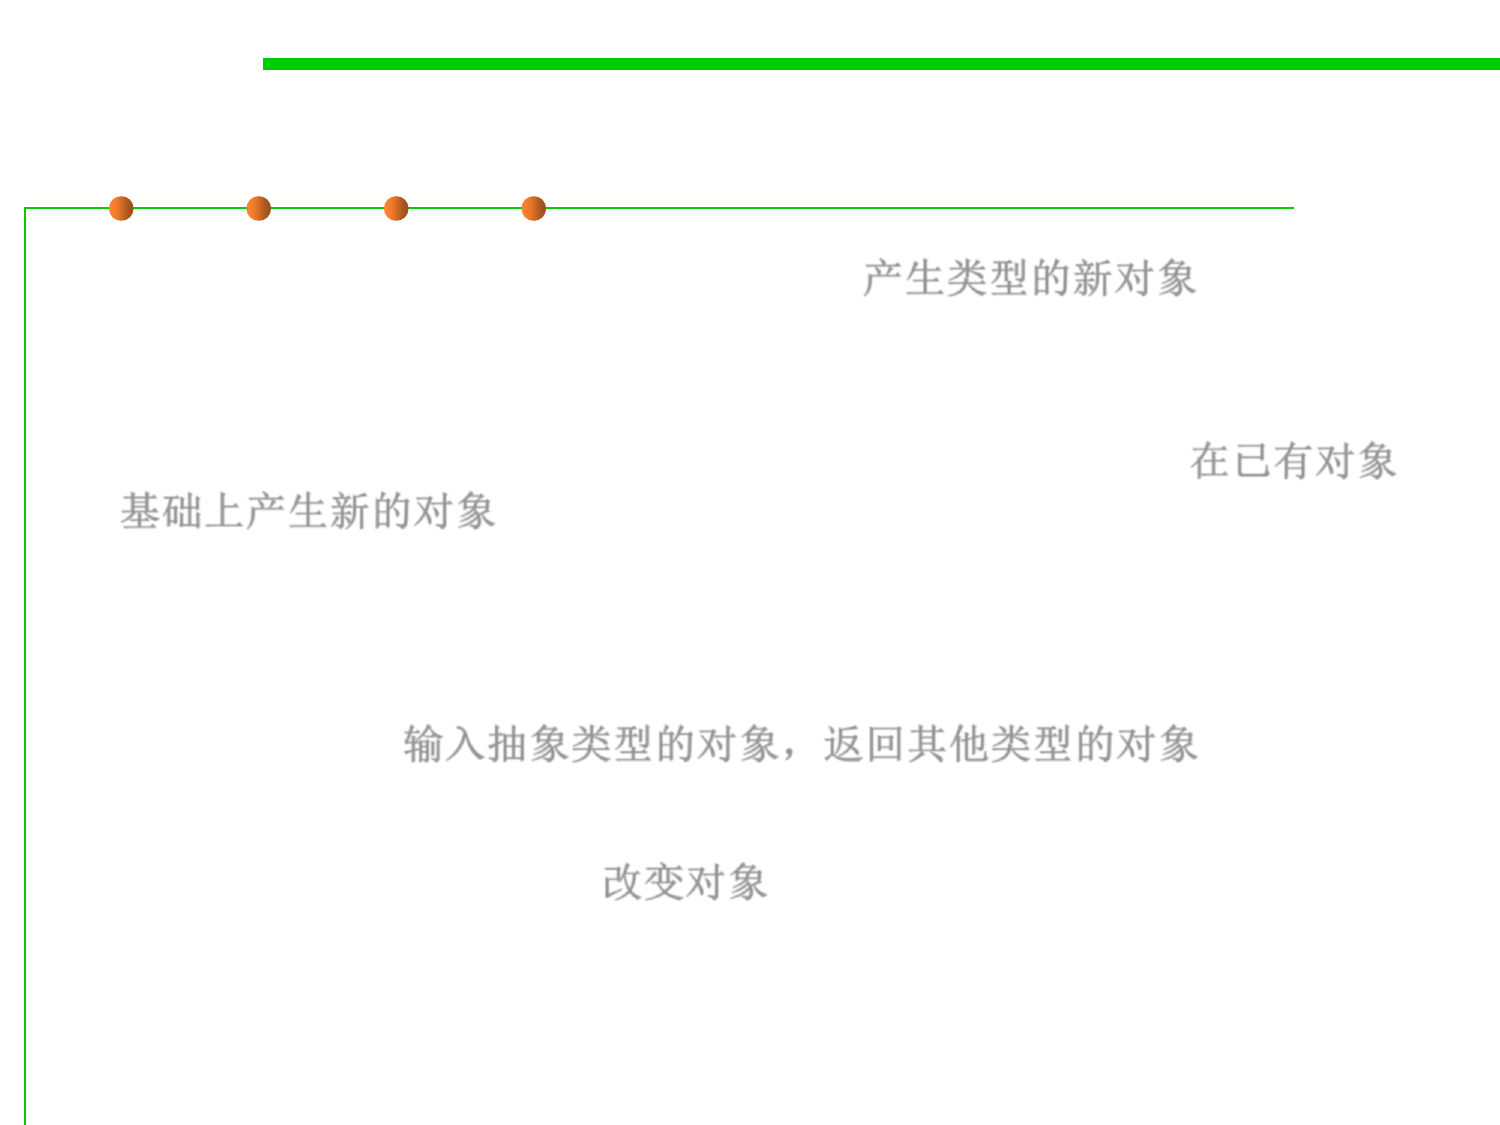 产生类型的新对象
在已有对象
基础上产生新的对象
输入抽象类型的对象，返回其他类型的对象
改变对象